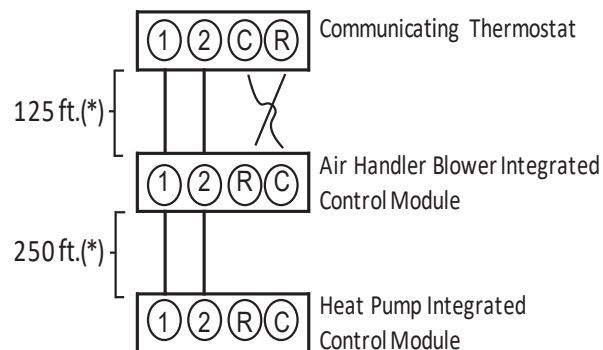 1 2 C R
Communicating Thermostat
125 ft.(*)
1 2 R C
Air Handler Blower Integrated
Control Module
250 ft.(*)
1 2 R C
Heat Pump Integrated
Control Module